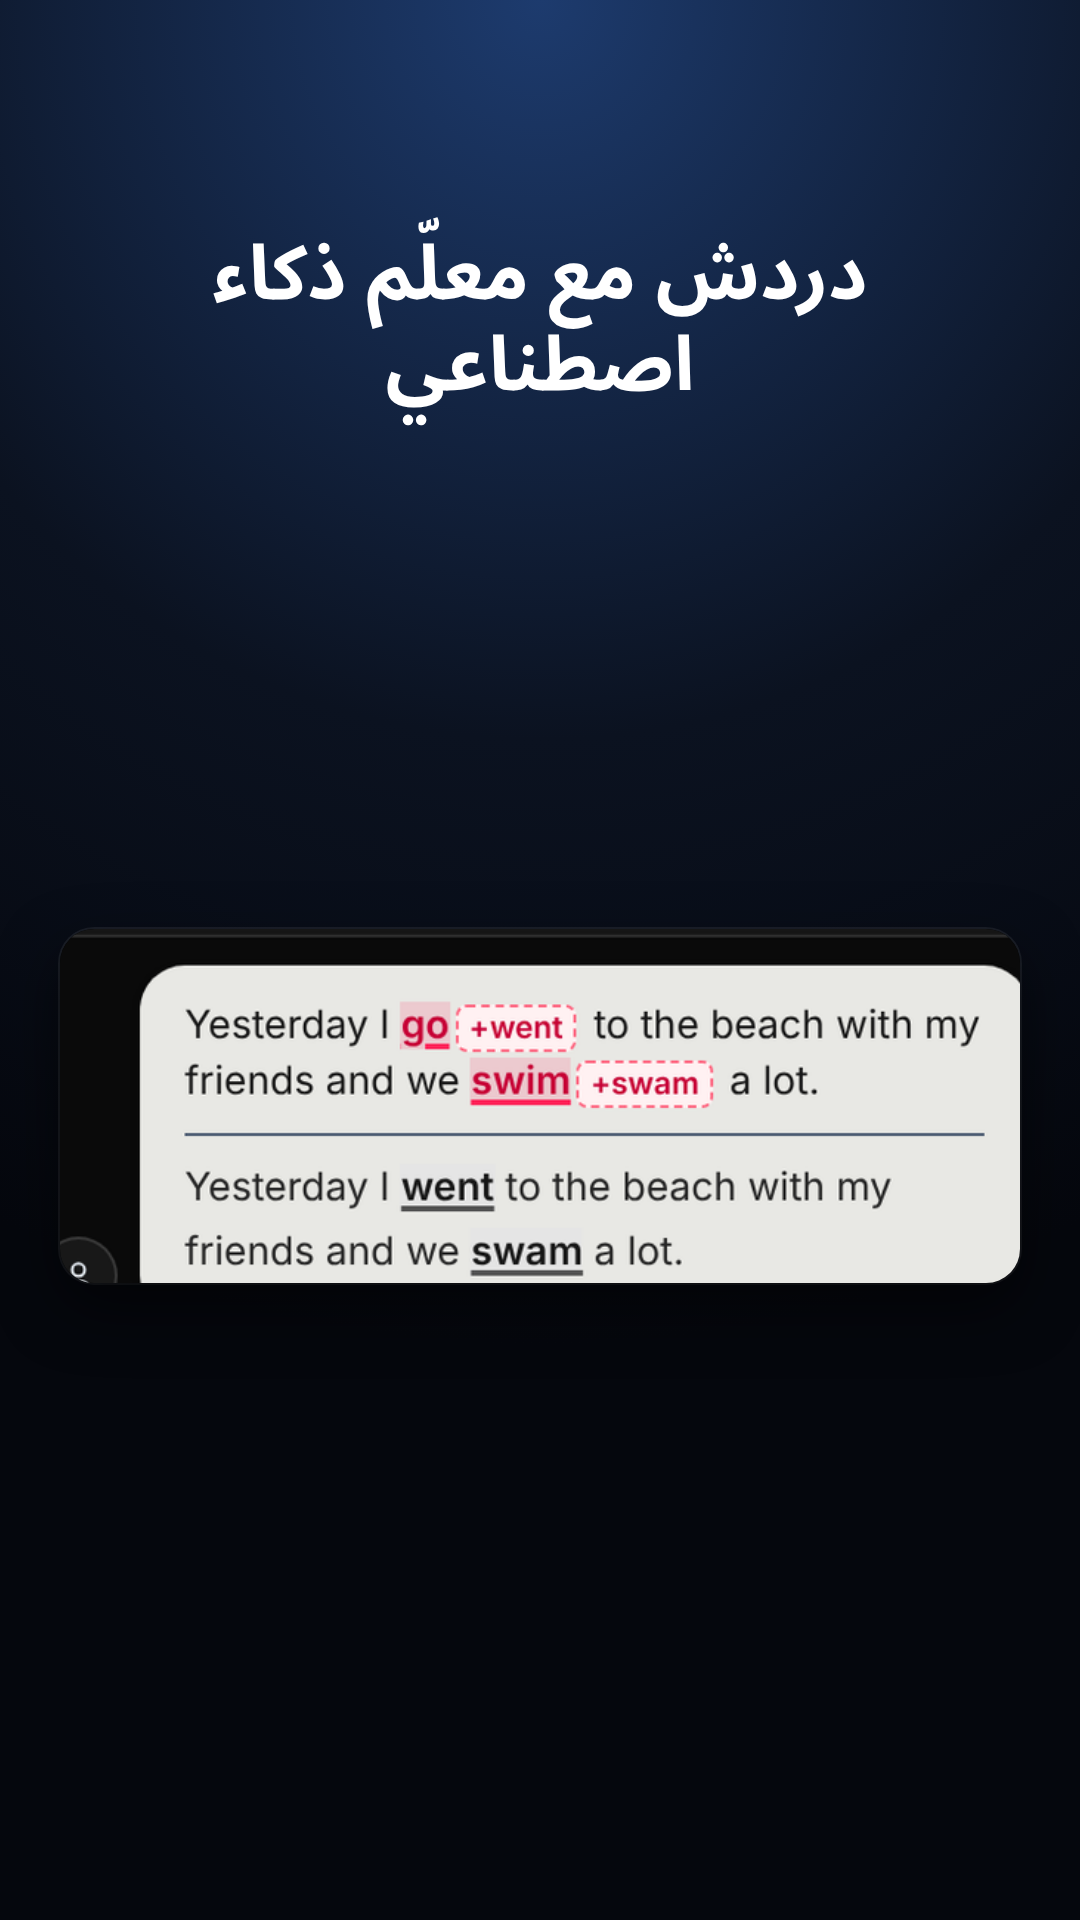 دردش مع معلّم ذكاء
اصطناعي
Yesterday I go +went to the beach with my
friends and we swim +swam a lot.
Yesterday I went to the beach with my
friends and we swam a lot.